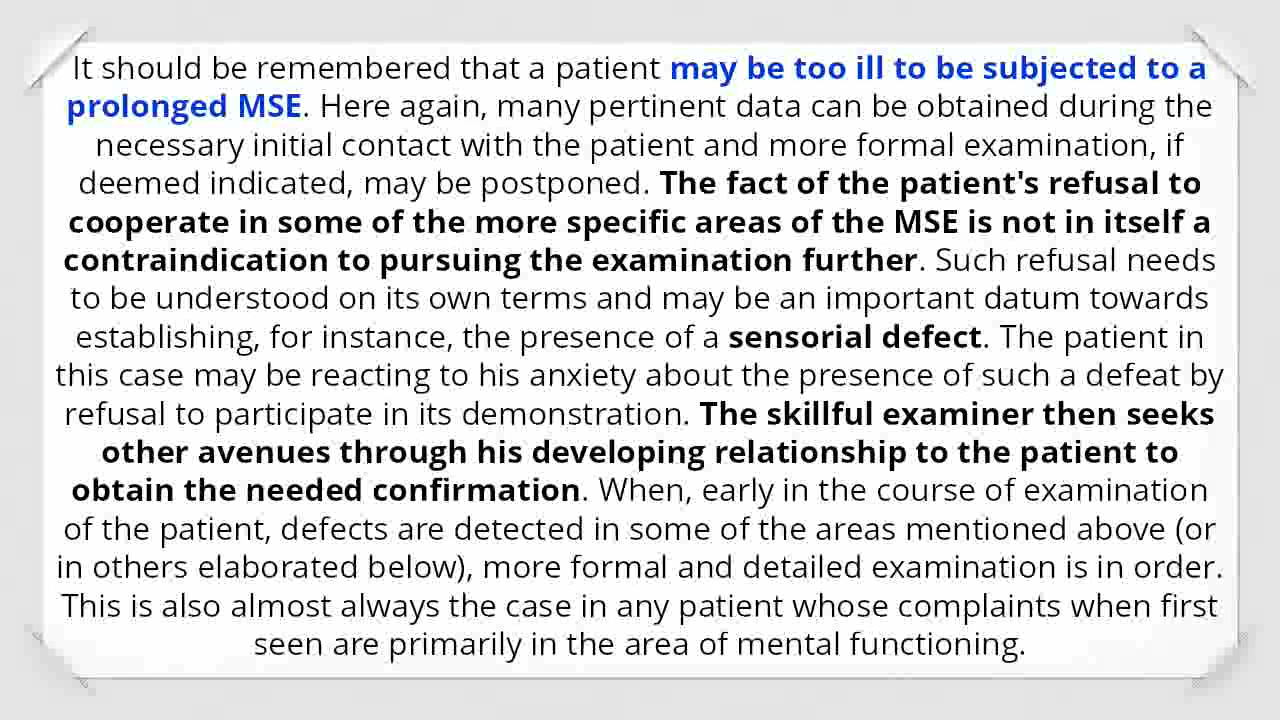 It should be remembered that a patient may be too ill to be subjected to a
prolonged MSE. Here again, many pertinent data can be obtained during the
necessary initial contact with the patient and more formal examination, if
deemed indicated, may be postponed. The fact of the patient's refusal to
cooperate in some of the more specific areas of the MSE is not in itself a
contraindication to pursuing the examination further. Such refusal needs
to be understood on its own terms and may be an important datum towards
establishing, for instance, the presence of a sensorial defect. The patient in
this case may be reacting to his anxiety about the presence of such a defeat by
refusal to participate in its demonstration. The skillful examiner then seeks
other avenues through his developing relationship to the patient to
obtain the needed confirmation. When, early in the course of examination
of the patient, defects are detected in some of the areas mentioned above (or
in others elaborated below), more formal and detailed examination is in order.
This is also almost always the case in any patient whose complaints when first
seen are primarily in the area of mental functioning.